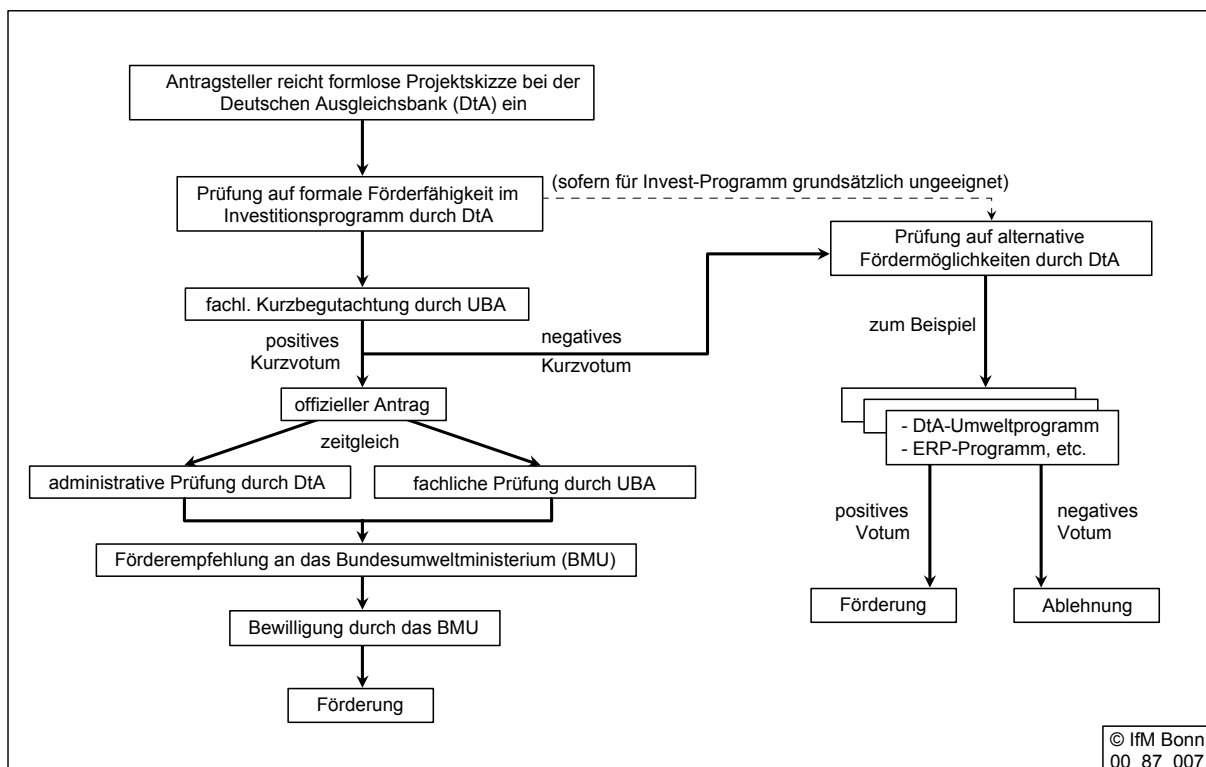 Antragsteller reicht formlose Projektskizze bei der
Deutschen Ausgleichsbank (DtA) ein
Prüfung auf formale Förderfähigkeit im
Investitionsprogramm durch DtA
(sofern für Invest-Programm grundsätzlich ungeeignet)
Prüfung auf alternative
Fördermöglichkeiten durch DtA
fachl. Kurzbegutachtung durch UBA
positives
Kurzvotum
negatives
Kurzvotum
zum Beispiel
offizieller Antrag
- DtA-Umweltprogramm
- ERP-Programm, etc.
zeitgleich
administrative Prüfung durch DtA
fachliche Prüfung durch UBA
positives
Votum
negatives
Votum
Förderempfehlung an das Bundesumweltministerium (BMU)
Förderung
Ablehnung
Bewilligung durch das BMU
Förderung
© IfM Bonn
00 87 007